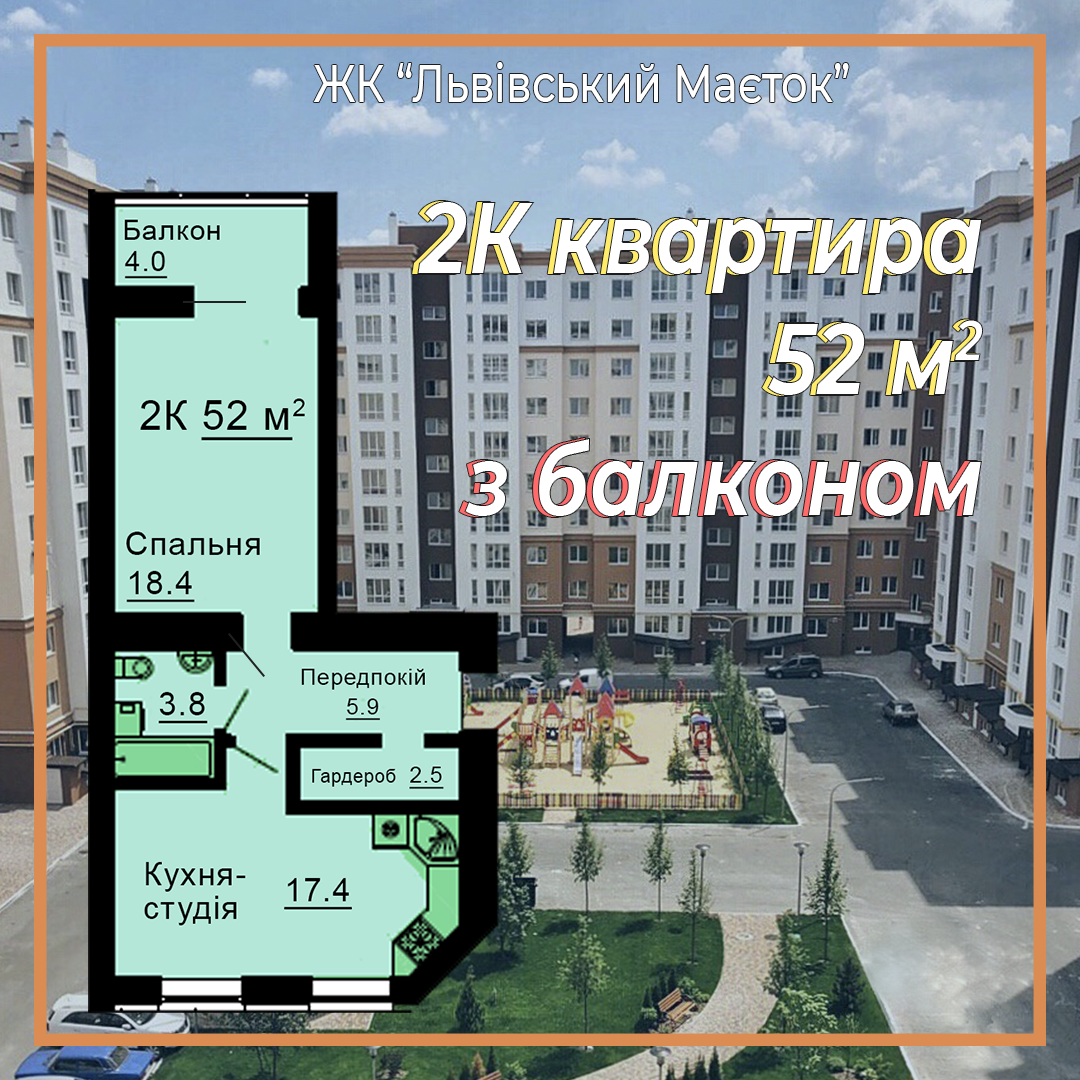 ЖК “Львівський Маєток”
2К квартира
52 м²
з балконом
Балкон
4.0
2К 52 м²
Спальня
18.4
3.8
Передпокій
5.9
Гардероб 2.5
Кухня-
студія
17.4